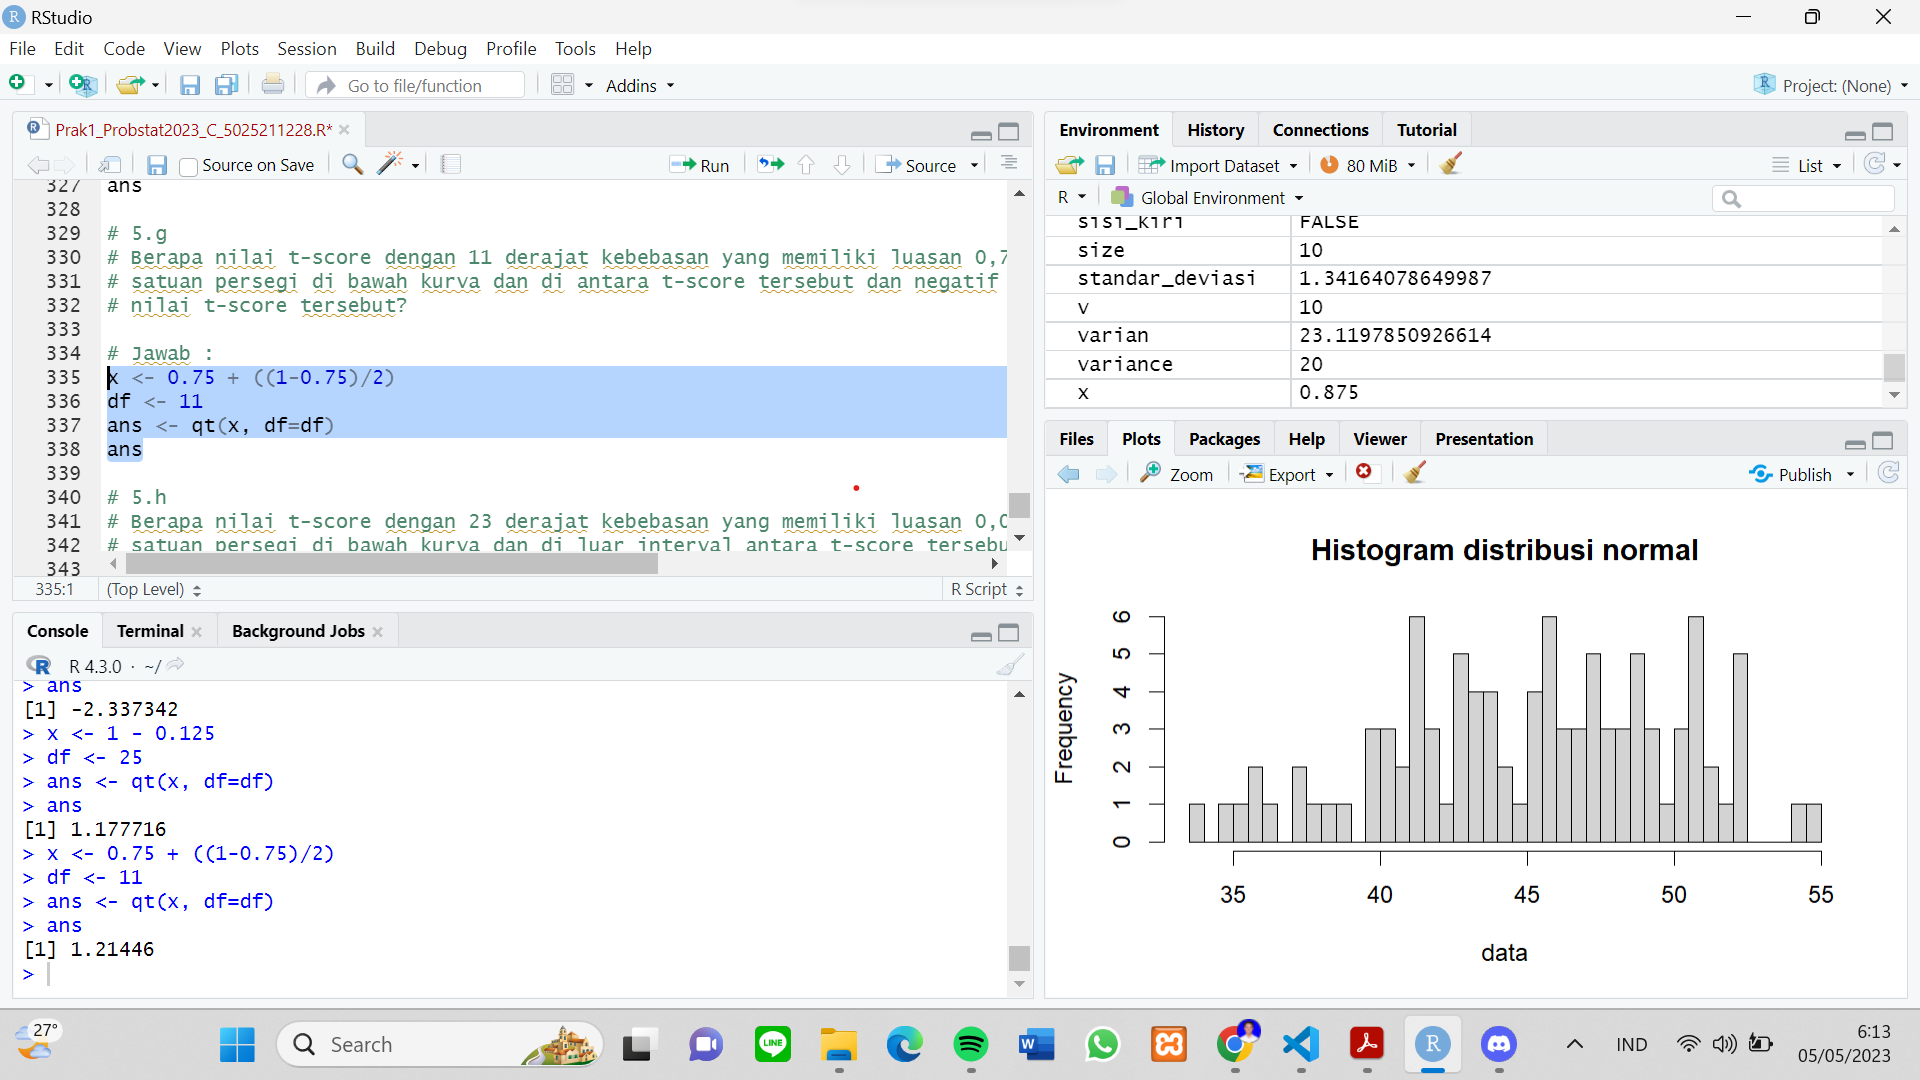 RStudio
File Edit Code View Plots Session Build Debug Profile Tools Help
Go to file/function
Addins
Project: (None)
Prak1_Probstat2023_C_5025211228.R*
Source on Save
Run
Source
327 ans
328
329 # 5.g
330 # Berapa nilai t-score dengan 11 derajat kebebasan yang memiliki luasan 0,7
331 # satuan persegi di bawah kurva dan di antara t-score tersebut dan negatif
332 # nilai t-score tersebut?
333
334 # Jawab :
335 x <- 0.75 + ((1-0.75)/2)
336 df <- 11
337 ans <- qt(x, df=df)
338 ans
339
340 # 5.h
341 # Berapa nilai t-score dengan 23 derajat kebebasan yang memiliki luasan 0,0
342 # satuan persegi di bawah kurva dan di luar interval antara t-score tersebu
343
335:1 (Top Level) R Script
Console Terminal Background Jobs
R 4.3.0 · ~/
> ans
[1] -2.337342
> x <- 1 - 0.125
> df <- 25
> ans <- qt(x, df=df)
> ans
[1] 1.177716
> x <- 0.75 + ((1-0.75)/2)
> df <- 11
> ans <- qt(x, df=df)
> ans
[1] 1.21446
>
Environment History Connections Tutorial
Import Dataset 80 MiB List
R Global Environment
sisi_kiri FALSE
size 10
standar_deviasi 1.34164078649987
v 10
varian 23.1197850926614
variance 20
x 0.875
Files Plots Packages Help Viewer Presentation
Zoom Export Publish
Histogram distribusi normal
Frequency
0 1 2 3 4 5 6
35 40 45 50 55
data
27°
Search
LINE
IND
6:13
05/05/2023